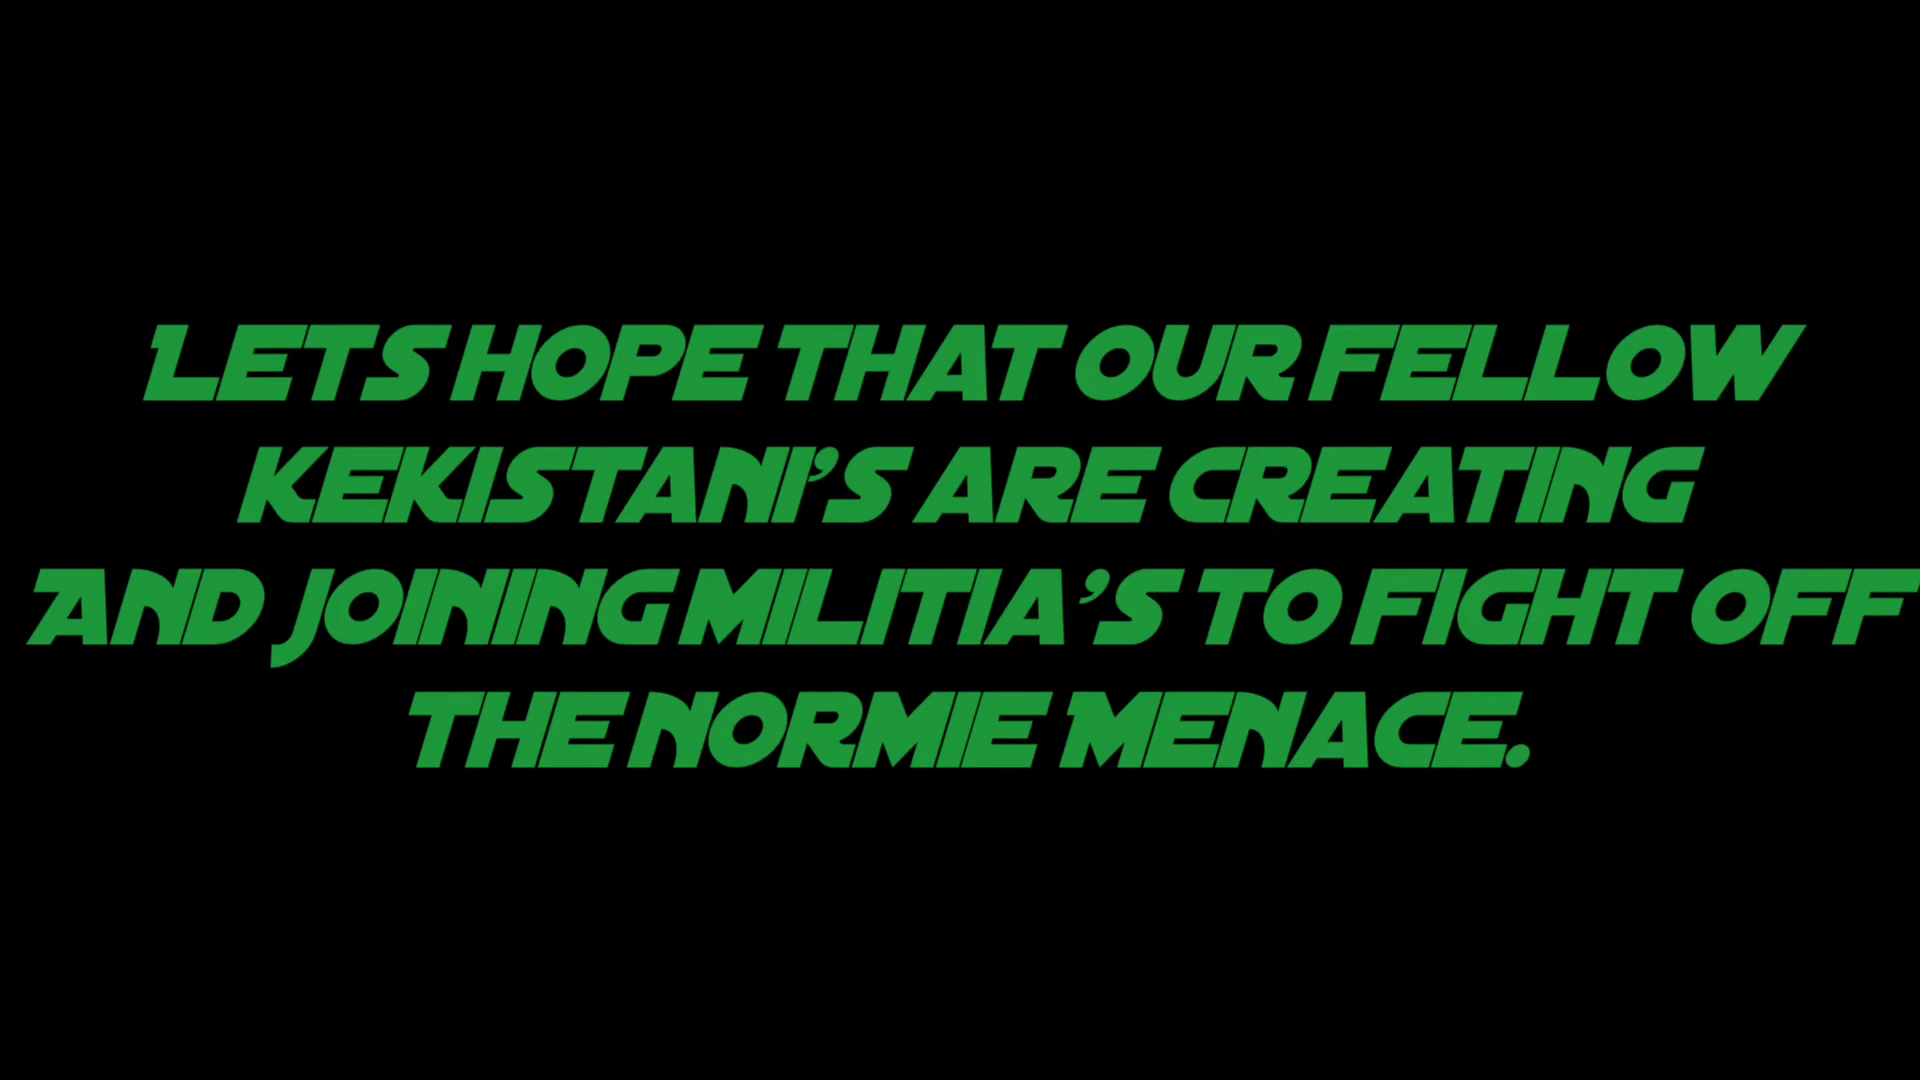 LETS HOPE THAT OUR FELLOW
KEKISTANI'S ARE CREATING
AND JOINING MILITIA'S TO FIGHT OFF
THE NORMIE MENACE.